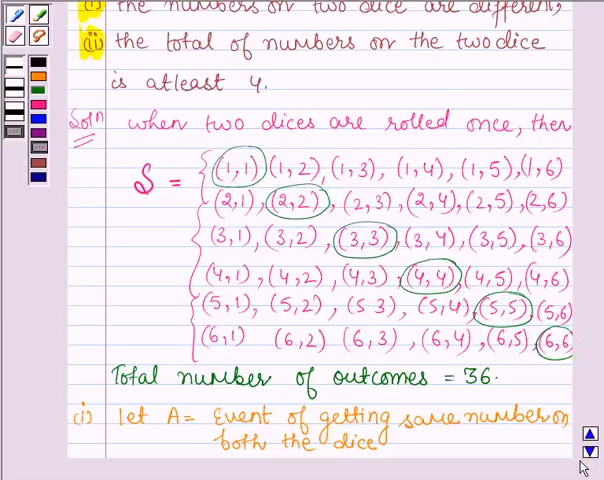 (i) the numbers on two dice are different,
(ii) the total of numbers on the two dice
is atleast 4.
Soln when two dices are rolled once, then
S = { (1,1) (1,2), (1,3), (1,4), (1,5), (1,6)
(2,1), (2,2), (2,3), (2,4), (2,5), (2,6)
(3,1), (3,2), (3,3), (3,4), (3,5), (3,6)
(4,1), (4,2), (4,3), (4,4), (4,5), (4,6)
(5,1), (5,2), (5 3), (5,4), (5,5), (5,6)
(6,1) (6,2) (6,3), (6,4), (6,5), (6,6)
Total number of outcomes = 36.
(i) let A = Event of getting same number on
both the dice